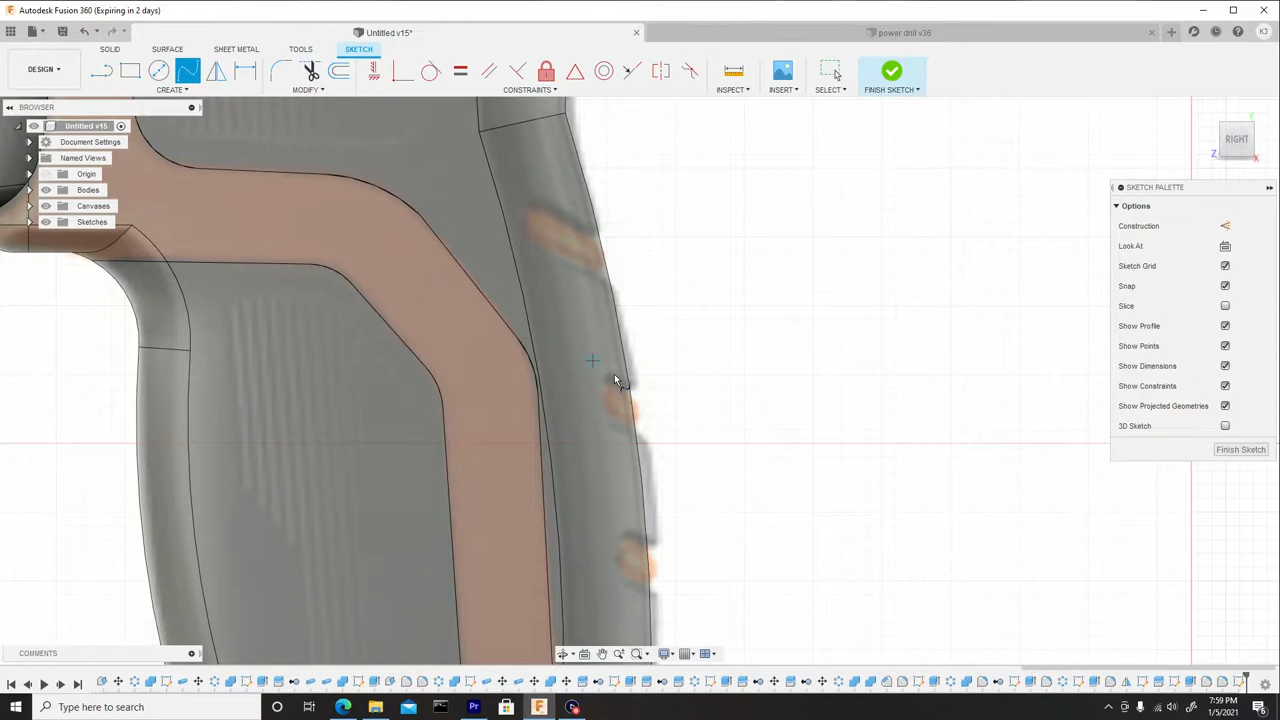 Autodesk Fusion 360 (Expiring in 2 days)
Untitled v15*
power drill v36
KJ
DESIGN
SOLID
SURFACE
SHEET METAL
TOOLS
SKETCH
CREATE
MODIFY
CONSTRAINTS
INSPECT
INSERT
SELECT
FINISH SKETCH
BROWSER
Untitled v15
Document Settings
Named Views
Origin
Bodies
Canvases
Sketches
Y
RIGHT
Z
X
SKETCH PALETTE
Options
Construction
Look At
Sketch Grid
Snap
Slice
Show Profile
Show Points
Show Dimensions
Show Constraints
Show Projected Geometries
3D Sketch
Finish Sketch
COMMENTS
Type here to search
Pr
7:59 PM
1/5/2021